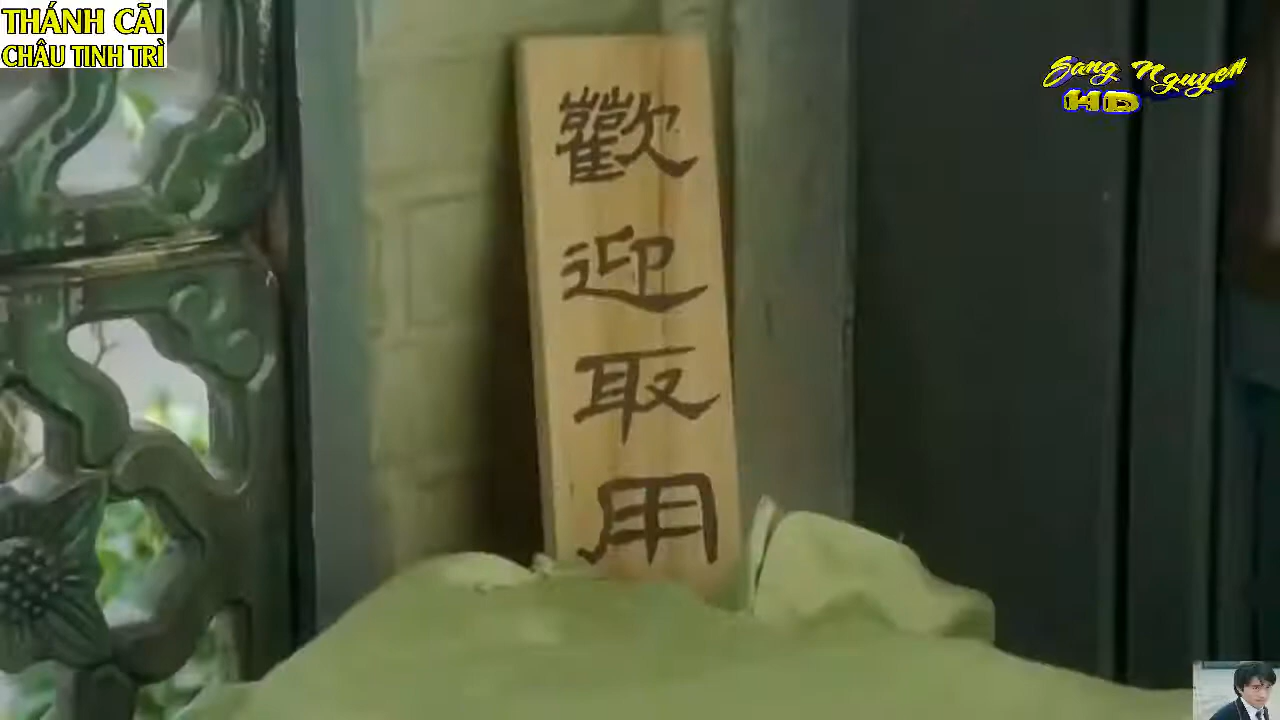 THÁNH CÃI
CHÂU TINH TRÌ
Sang Nguyen
HD
歡迎取用